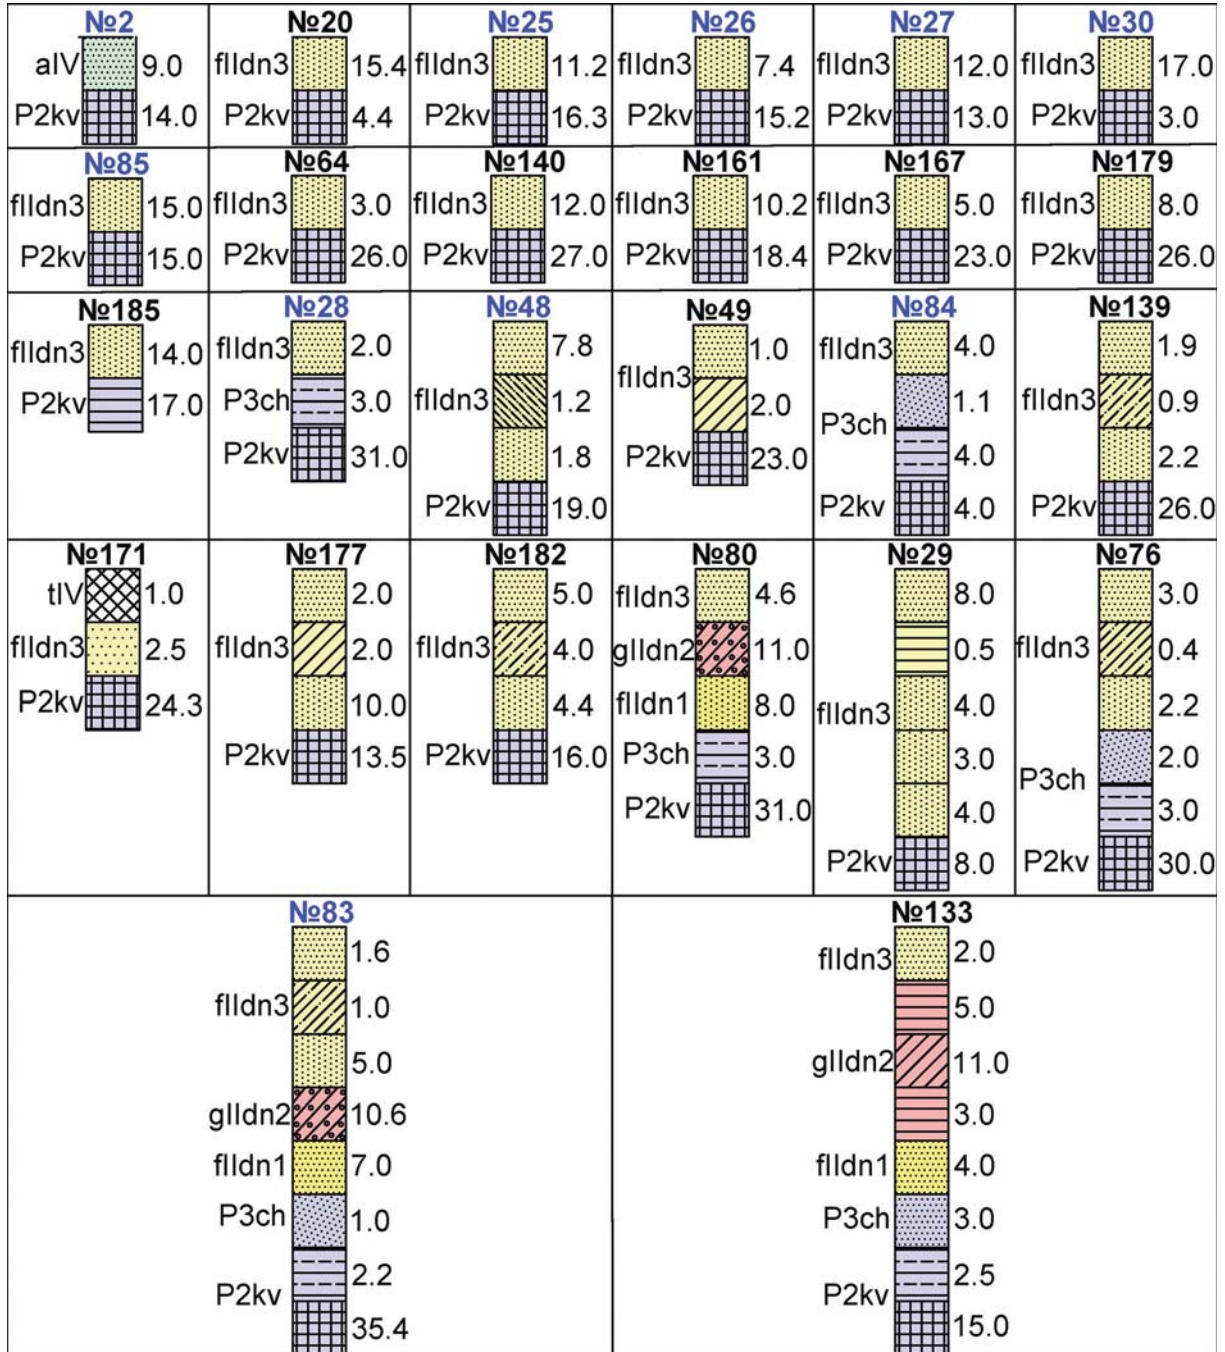 №2 №20 №25 №26 №27 №30
aIV 9.0 fIIdn3 15.4 fIIdn3 11.2 fIIdn3 7.4 fIIdn3 12.0 fIIdn3 17.0
P2kv 14.0 P2kv 4.4 P2kv 16.3 P2kv 15.2 P2kv 13.0 P2kv 3.0
№85 №64 №140 №161 №167 №179
fIIdn3 15.0 fIIdn3 3.0 fIIdn3 12.0 fIIdn3 10.2 fIIdn3 5.0 fIIdn3 8.0
P2kv 15.0 P2kv 26.0 P2kv 27.0 P2kv 18.4 P2kv 23.0 P2kv 26.0
№185
fIIdn3 14.0
P2kv 17.0
№28
fIIdn3 2.0
P3ch 3.0
P2kv 31.0
№48
7.8
fIIdn3 1.2
1.8
P2kv 19.0
№49
1.0
fIIdn3
2.0
P2kv 23.0
№84
fIIdn3 4.0
1.1
P3ch
4.0
P2kv 4.0
№139
1.9
fIIdn3 0.9
2.2
P2kv 26.0
№171
tIV 1.0
fIIdn3 2.5
P2kv 24.3
№177
2.0
fIIdn3 2.0
10.0
P2kv 13.5
№182
5.0
fIIdn3 4.0
4.4
P2kv 16.0
№80
fIIdn3 4.6
gIIdn2 11.0
fIIdn1 8.0
P3ch 3.0
P2kv 31.0
№29
8.0
0.5
fIIdn3 4.0
3.0
4.0
P2kv 8.0
№76
3.0
fIIdn3 0.4
2.2
2.0
P3ch
3.0
P2kv 30.0
№83
1.6
fIIdn3 1.0
5.0
gIIdn2 10.6
fIIdn1 7.0
P3ch 1.0
2.2
P2kv
35.4
№133
fIIdn3 2.0
5.0
gIIdn2 11.0
3.0
fIIdn1 4.0
P3ch 3.0
2.5
P2kv
15.0